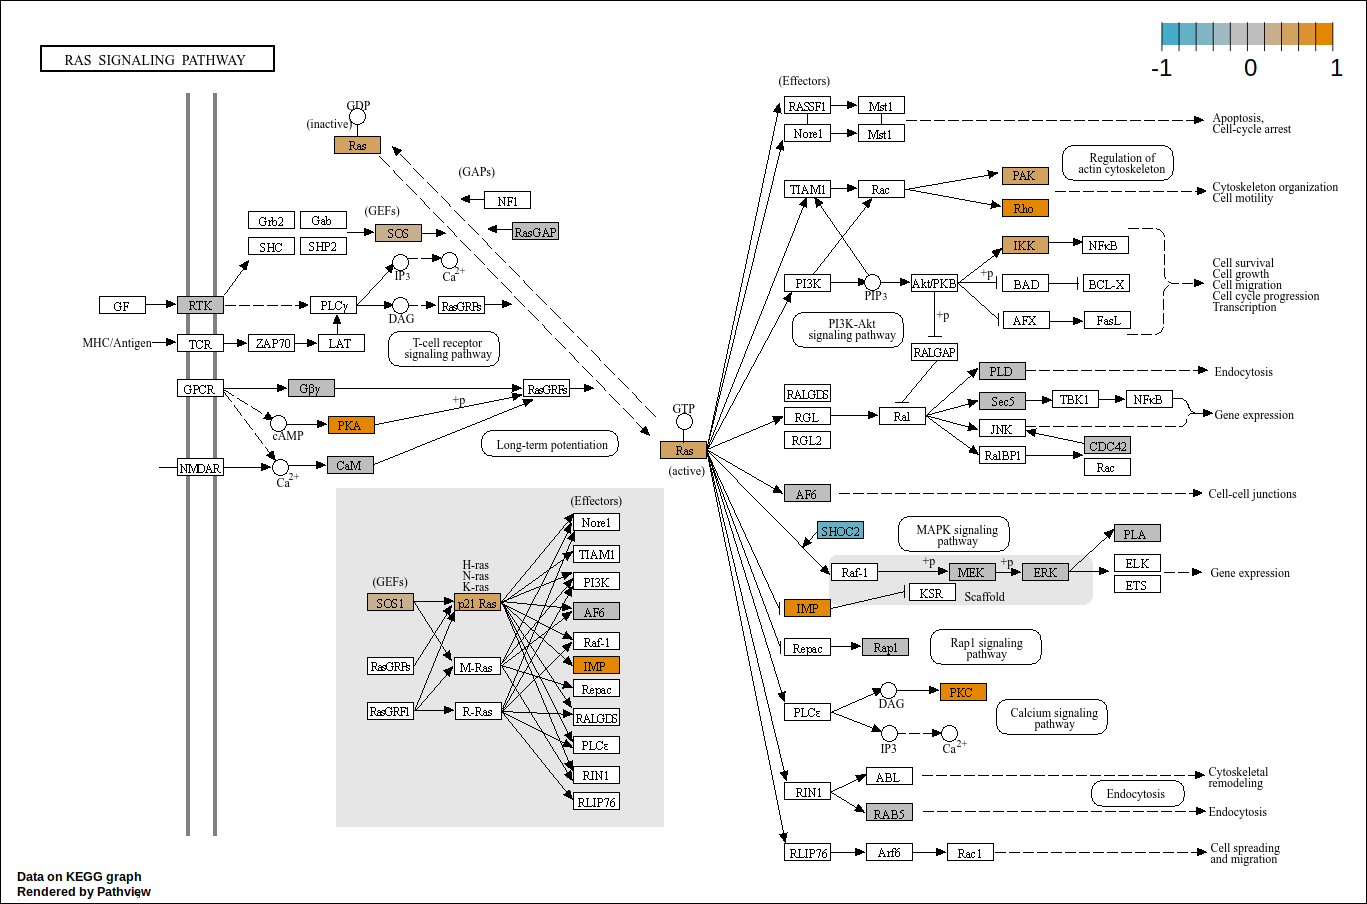 RAS SIGNALING PATHWAY
-1 0 1
GDP
(inactive)
Ras
(GAPs)
NF1
RasGAP
(GEFs)
Grb2 Gab
SOS
SHC SHP2
IP3 Ca2+
GF RTK PLCγ DAG RasGRPs
MHC/Antigen TCR ZAP70 LAT
T-cell receptor
signaling pathway
GPCR Gβγ RasGRFs
+p
cAMP PKA
Long-term potentiation
NMDAR Ca2+ CaM
GTP
Ras
(active)
(Effectors)
RASSF1 Mst1
Nore1 Mst1
Apoptosis,
Cell-cycle arrest
Regulation of
actin cytoskeleton
TIAM1 Rac PAK
Rho
Cytoskeleton organization
Cell motility
IKK NFκB
PI3K PIP3 Akt/PKB +p BAD BCL-X
AFX FasL
Cell survival
Cell growth
Cell migration
Cell cycle progression
Transcription
PI3K-Akt
signaling pathway
+p
RALGAP
PLD
Endocytosis
RALGDS
RGL
RGL2
Ral
Sec5 TBK1 NFκB
Gene expression
JNK
RalBP1
CDC42
Rac
AF6
Cell-cell junctions
SHOC2
MAPK signaling
pathway
PLA
Raf-1 +p MEK +p ERK
ELK
ETS
Gene expression
KSR Scaffold
IMP
Repac Rap1
Rap1 signaling
pathway
PLCε DAG PKC
IP3 Ca2+
Calcium signaling
pathway
RIN1 ABL
Cytoskeletal
remodeling
RAB5
Endocytosis
Endocytosis
RLIP76 Arf6 Rac1
Cell spreading
and migration
(Effectors)
H-ras
N-ras
K-ras
(GEFs)
SOS1 p21 Ras
RasGRPs M-Ras
RasGRF1 R-Ras
Nore1
TIAM1
PI3K
AF6
Raf-1
IMP
Repac
RALGDS
PLCε
RIN1
RLIP76
Data on KEGG graph
Rendered by Pathview